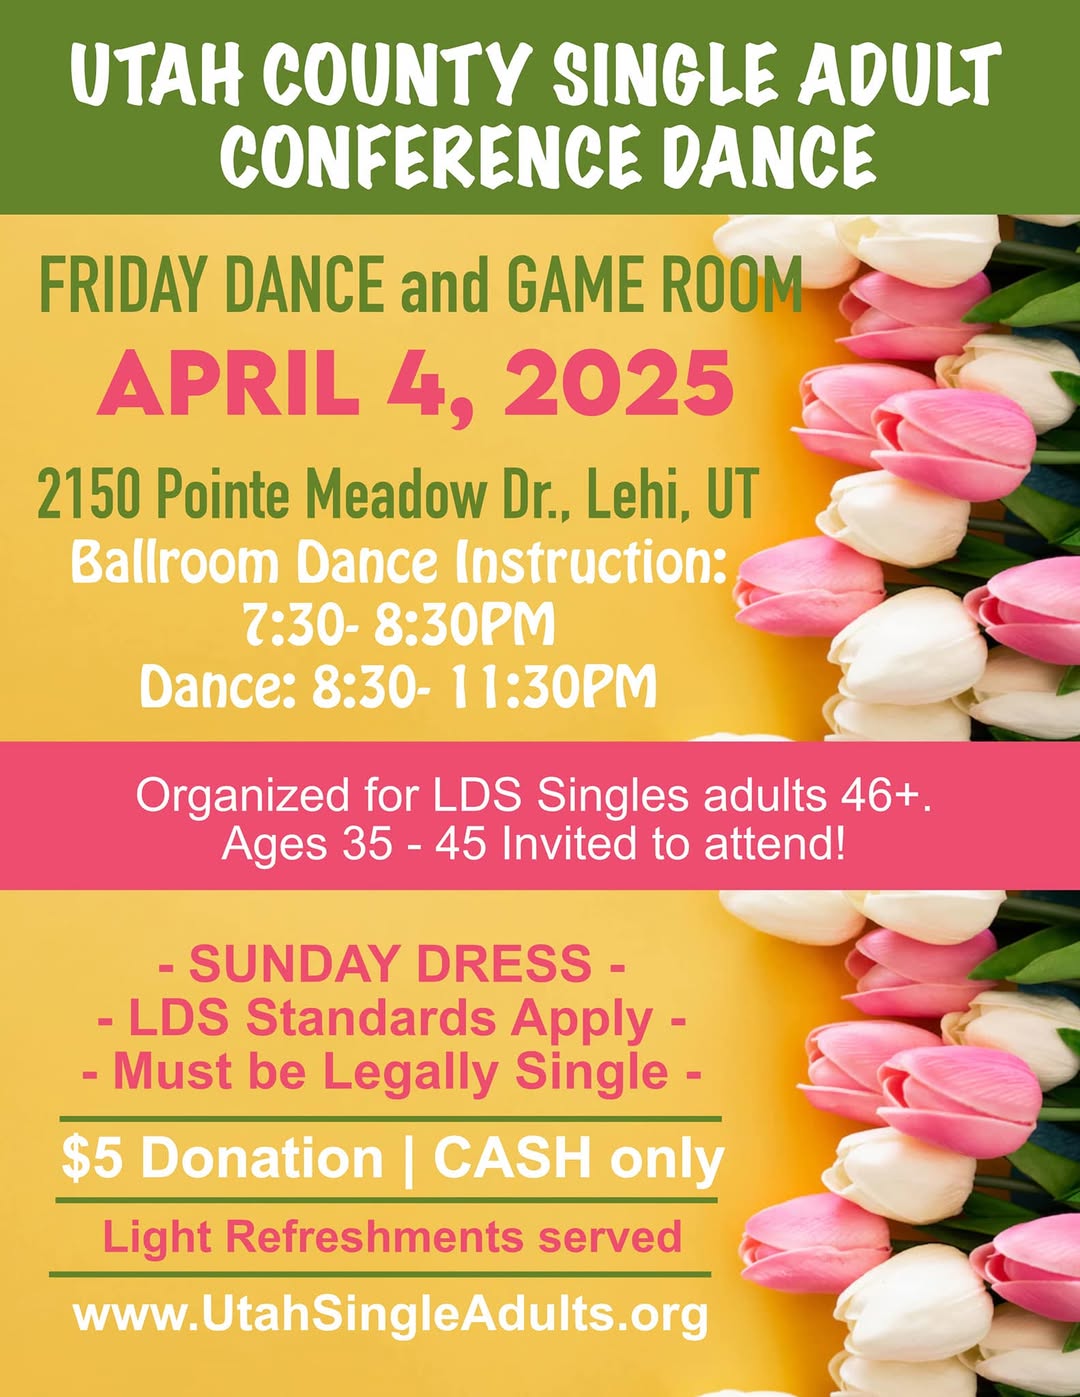 UTAH COUNTY SINGLE ADULT
CONFERENCE DANCE
FRIDAY DANCE and GAME ROOM
APRIL 4, 2025
2150 Pointe Meadow Dr., Lehi, UT
Ballroom Dance Instruction:
7:30- 8:30PM
Dance: 8:30- 11:30PM
Organized for LDS Singles adults 46+.
Ages 35 - 45 Invited to attend!
- SUNDAY DRESS -
- LDS Standards Apply -
- Must be Legally Single -
$5 Donation | CASH only
Light Refreshments served
www.UtahSingleAdults.org